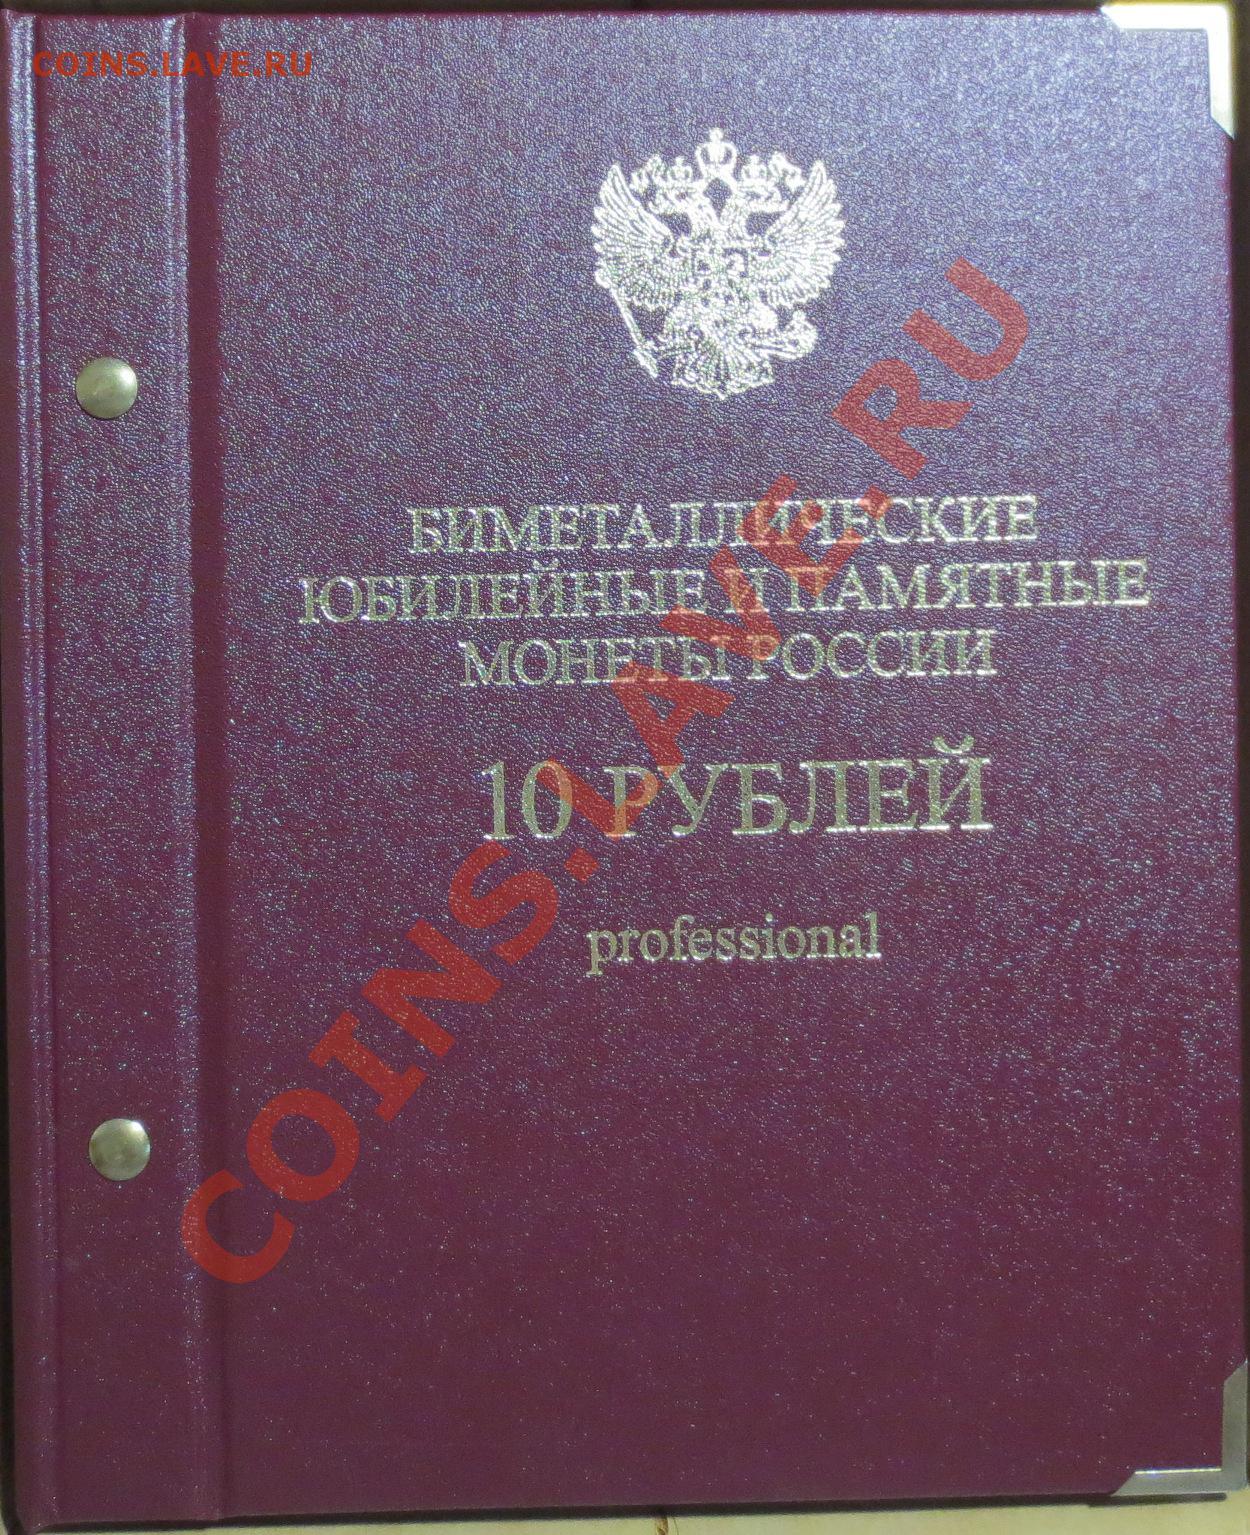 COINS.LAVE.RU
БИМЕТАЛЛИЧЕСКИЕ
ЮБИЛЕЙНЫЕ И ПАМЯТНЫЕ
МОНЕТЫ РОССИИ
10 РУБЛЕЙ
professional
COINS.LAVE.RU